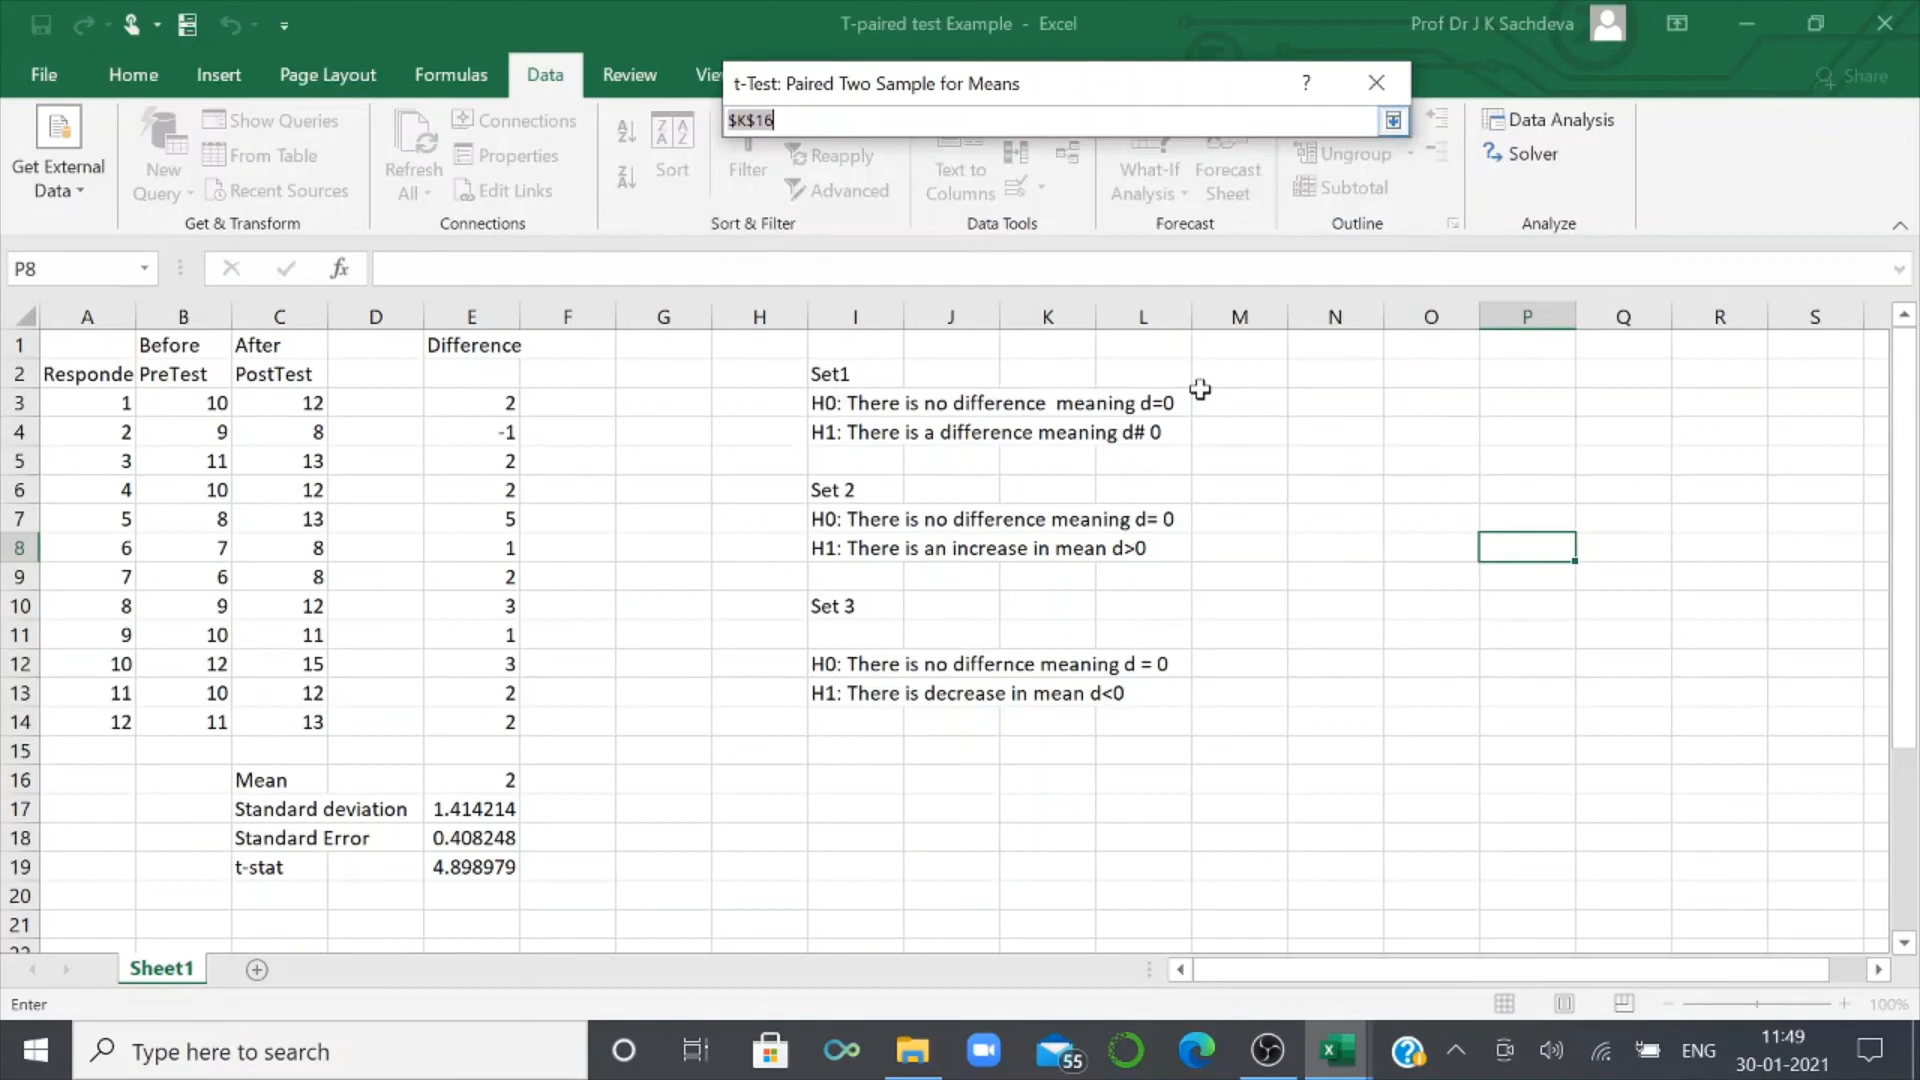 T-paired test Example - Excel
Prof Dr J K Sachdeva
File Home Insert Page Layout Formulas Data Review Vie
Share
t-Test: Paired Two Sample for Means ?
$K$16
Get External Data
New Query
Show Queries
From Table
Recent Sources
Get & Transform
Refresh All
Connections
Properties
Edit Links
Connections
Sort
Filter
Reapply
Advanced
Sort & Filter
Text to Columns
Data Tools
What-If Analysis
Forecast Sheet
Forecast
Ungroup
Subtotal
Outline
Data Analysis
Solver
Analyze
P8
fx
A B C D E F G H I J K L M N O P Q R S
1 Before After Difference
2 Responde PreTest PostTest Set1
3 1 10 12 2 H0: There is no difference meaning d=0
4 2 9 8 -1 H1: There is a difference meaning d# 0
5 3 11 13 2
6 4 10 12 2 Set 2
7 5 8 13 5 H0: There is no difference meaning d= 0
8 6 7 8 1 H1: There is an increase in mean d>0
9 7 6 8 2
10 8 9 12 3 Set 3
11 9 10 11 1
12 10 12 15 3 H0: There is no differnce meaning d = 0
13 11 10 12 2 H1: There is decrease in mean d<0
14 12 11 13 2
15
16 Mean 2
17 Standard deviation 1.414214
18 Standard Error 0.408248
19 t-stat 4.898979
20
21
Sheet1
Enter
100%
Type here to search
55
ENG
11:49
30-01-2021